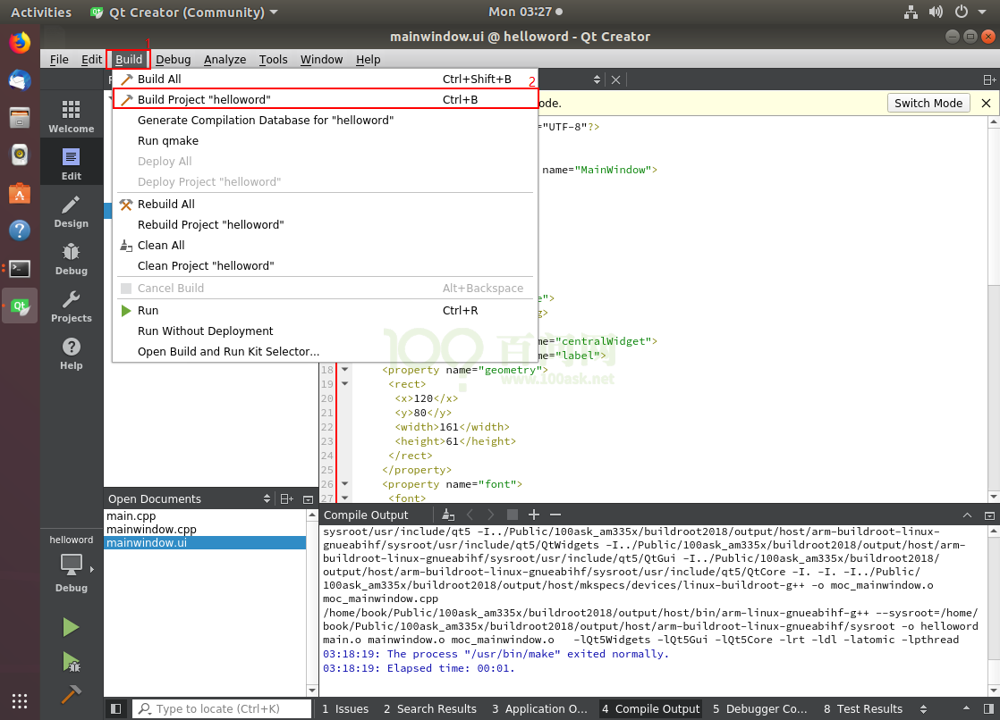 Activities Qt Creator (Community) Mon 03:27
mainwindow.ui @ helloword - Qt Creator
1
File Edit Build Debug Analyze Tools Window Help
Build All Ctrl+Shift+B 2
Build Project "helloword" Ctrl+B
Generate Compilation Database for "helloword"
Run qmake
Deploy All
Deploy Project "helloword"
Rebuild All
Rebuild Project "helloword"
Clean All
Clean Project "helloword"
Cancel Build Alt+Backspace
Run Ctrl+R
Run Without Deployment
Open Build and Run Kit Selector...
ode. Switch Mode
Welcome
Edit
Design
Debug
Projects
Help
="UTF-8"?>
name="MainWindow">
e">
g>
me="centralWidget">
me="label">
100 百问网
www.100ask.net
18 <property name="geometry">
19 <rect>
20 <x>120</x>
21 <y>80</y>
22 <width>161</width>
23 <height>61</height>
24 </rect>
25 </property>
26 <property name="font">
27 <font>
Open Documents
main.cpp
mainwindow.cpp
mainwindow.ui
helloword
Debug
Compile Output
sysroot/usr/include/qt5 -I../Public/100ask_am335x/buildroot2018/output/host/arm-buildroot-linux-
gnueabihf/sysroot/usr/include/qt5/QtWidgets -I../Public/100ask_am335x/buildroot2018/output/host/arm-
buildroot-linux-gnueabihf/sysroot/usr/include/qt5/QtGui -I../Public/100ask_am335x/buildroot2018/
output/host/arm-buildroot-linux-gnueabihf/sysroot/usr/include/qt5/QtCore -I. -I. -I../Public/
100ask_am335x/buildroot2018/output/host/mkspecs/devices/linux-buildroot-g++ -o moc_mainwindow.o
moc_mainwindow.cpp
/home/book/Public/100ask_am335x/buildroot2018/output/host/bin/arm-linux-gnueabihf-g++ --sysroot=/home/
book/Public/100ask_am335x/buildroot2018/output/host/arm-buildroot-linux-gnueabihf/sysroot -o helloword
main.o mainwindow.o moc_mainwindow.o -lQt5Widgets -lQt5Gui -lQt5Core -lrt -ldl -latomic -lpthread
03:18:19: The process "/usr/bin/make" exited normally.
03:18:19: Elapsed time: 00:01.
Type to locate (Ctrl+K) 1 Issues 2 Search Results 3 Application O... 4 Compile Output 5 Debugger Co... 8 Test Results